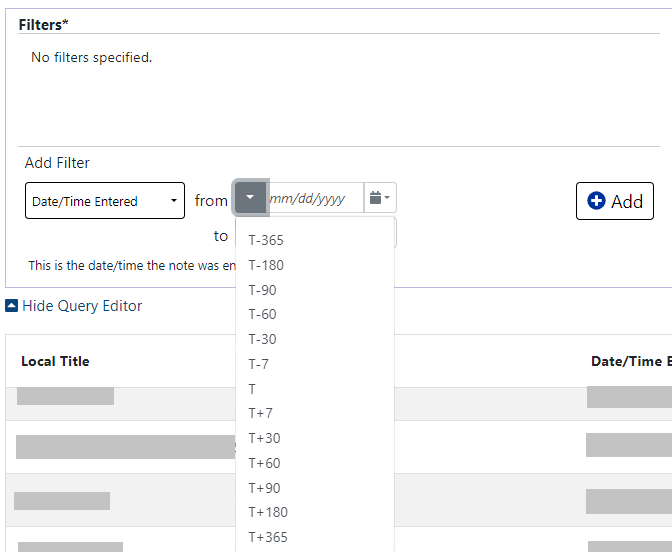 Filters*
No filters specified.
Add Filter
Date/Time Entered
from
mm/dd/yyyy
Add
to
This is the date/time the note was en
T-365
T-180
T-90
T-60
T-30
T-7
T
T+7
T+30
T+60
T+90
T+180
T+365
Hide Query Editor
Local Title
Date/Time E